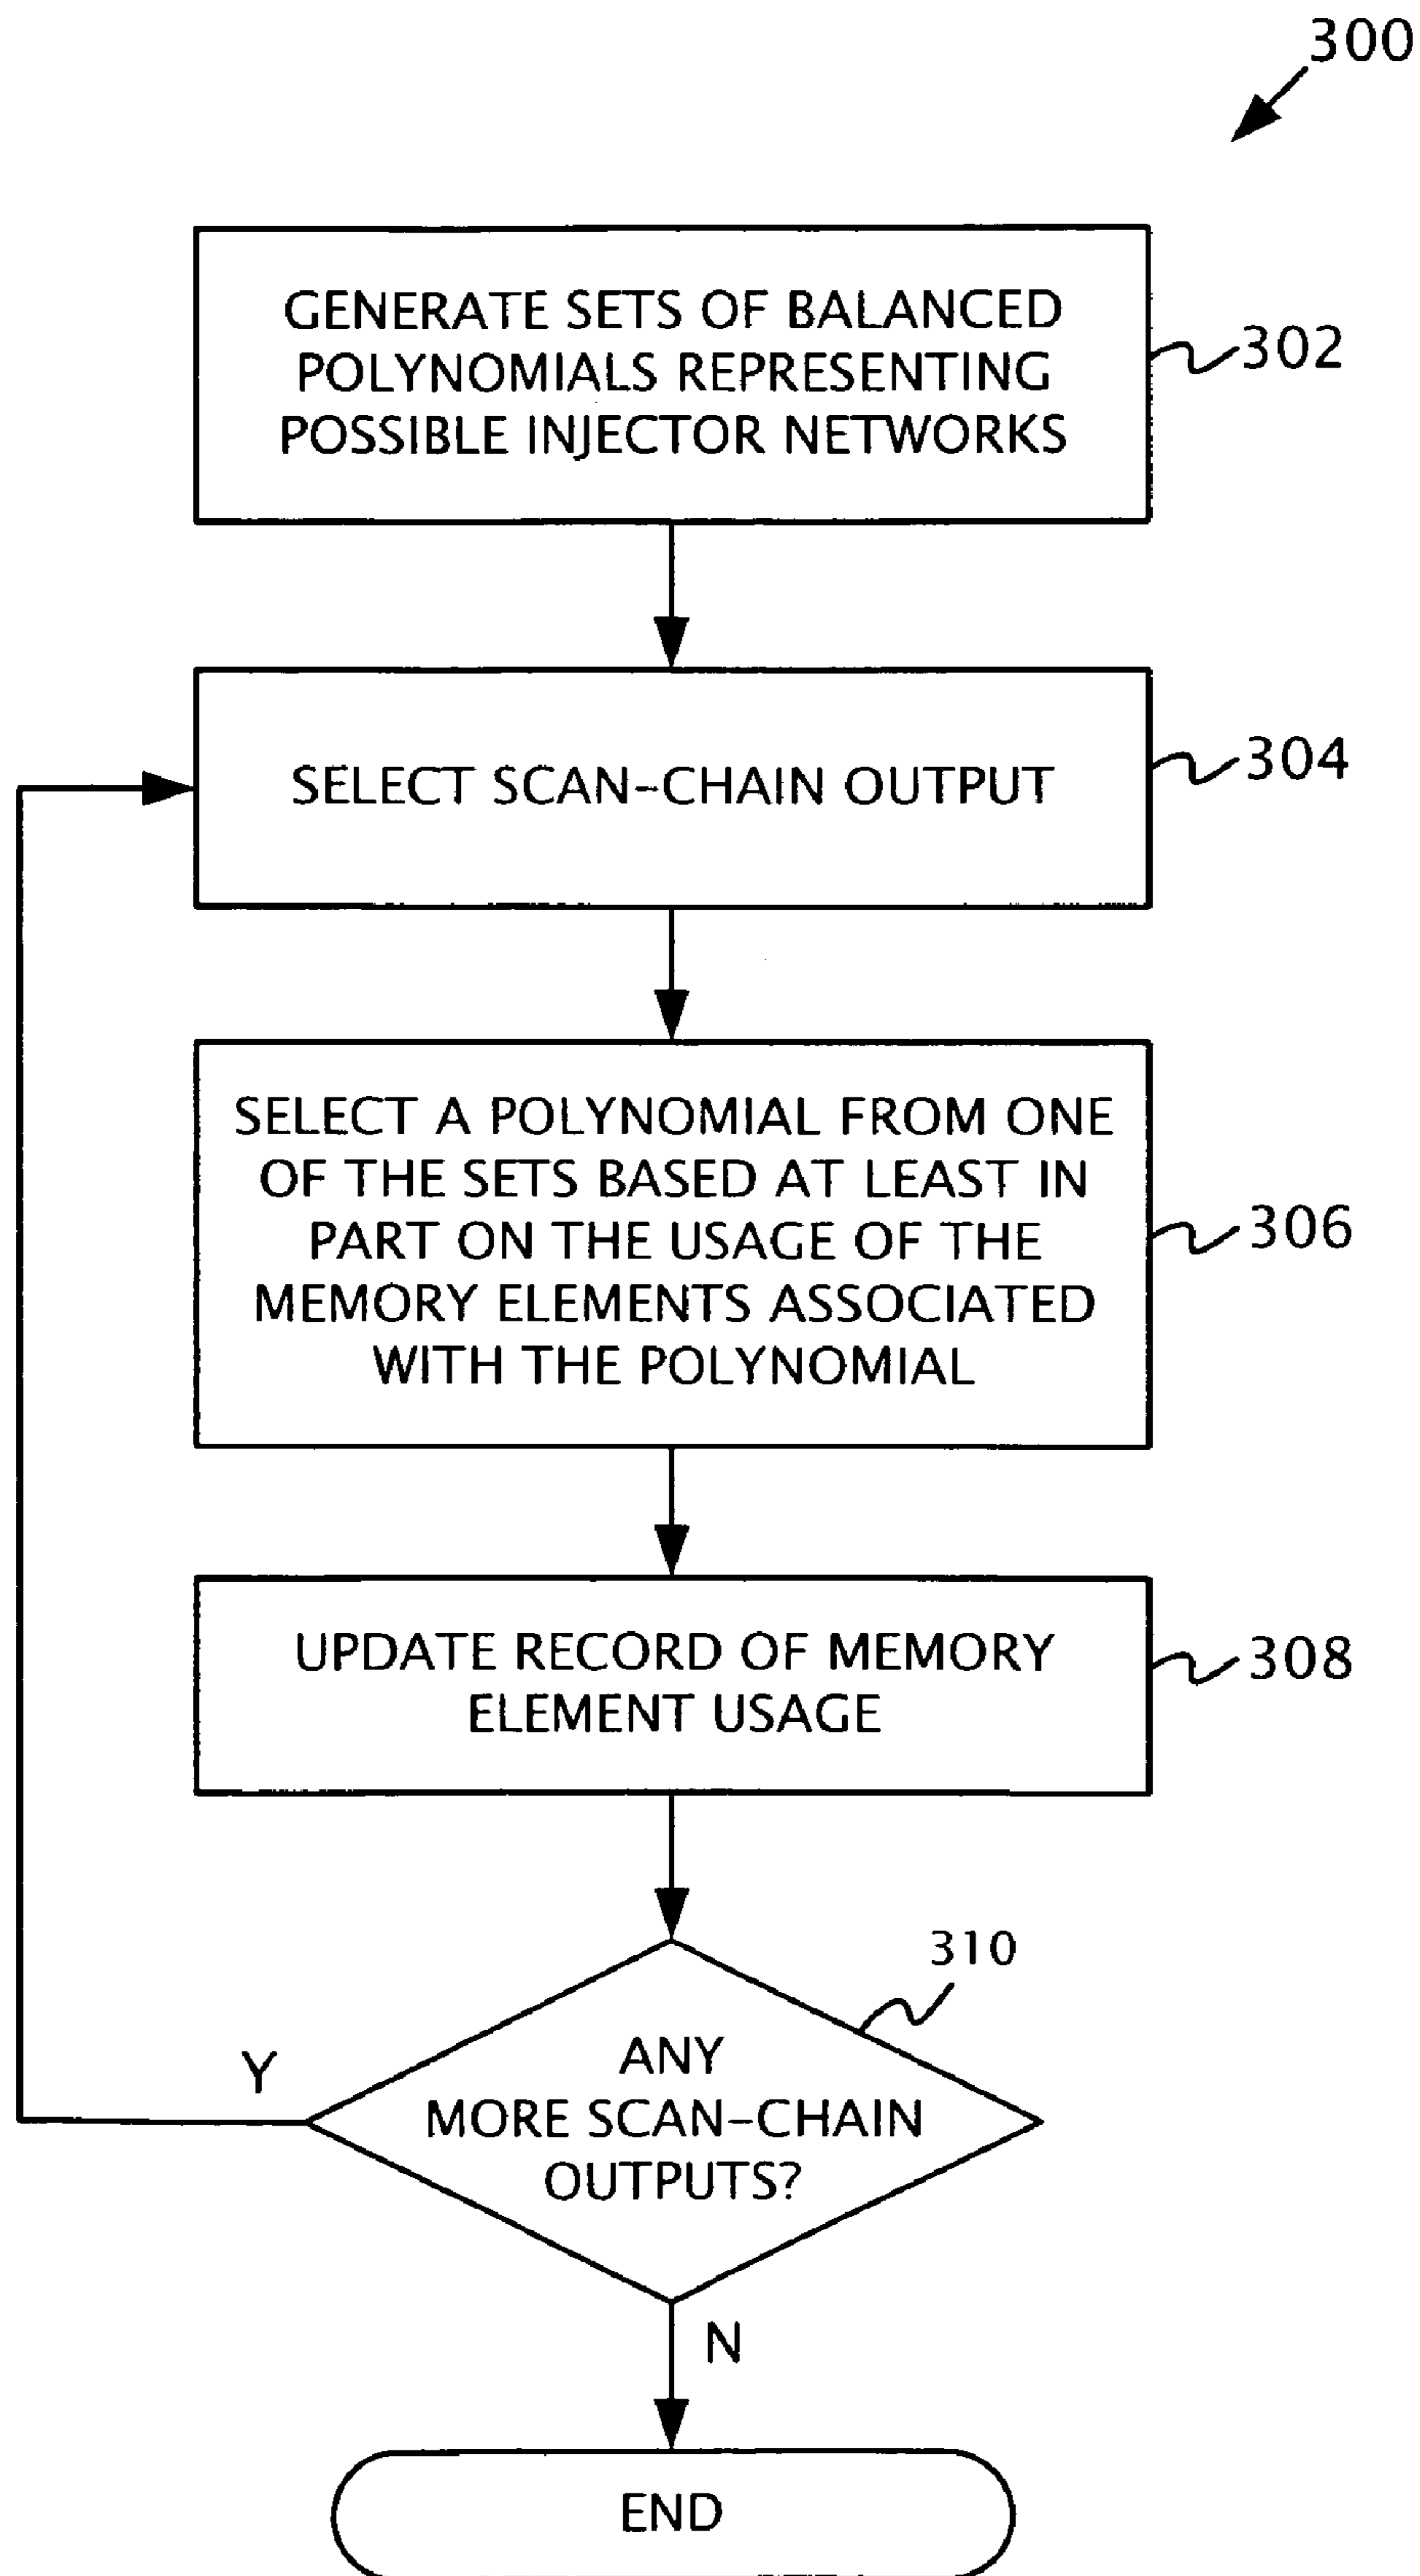 300
GENERATE SETS OF BALANCED
POLYNOMIALS REPRESENTING
POSSIBLE INJECTOR NETWORKS
302
SELECT SCAN-CHAIN OUTPUT
304
SELECT A POLYNOMIAL FROM ONE
OF THE SETS BASED AT LEAST IN
PART ON THE USAGE OF THE
MEMORY ELEMENTS ASSOCIATED
WITH THE POLYNOMIAL
306
UPDATE RECORD OF MEMORY
ELEMENT USAGE
308
310
ANY
MORE SCAN-CHAIN
OUTPUTS?
Y
N
END